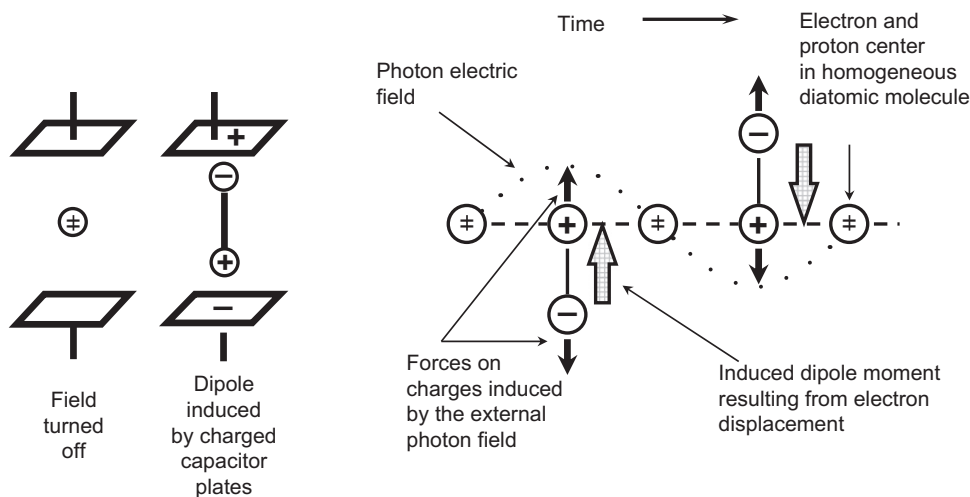 Time
Electron and
proton center
in homogeneous
diatomic molecule
Photon electric
field
+
−
−
+
−
+
+
−
Forces on
charges induced
by the external
photon field
Induced dipole moment
resulting from electron
displacement
Field
turned
off
Dipole
induced
by charged
capacitor
plates